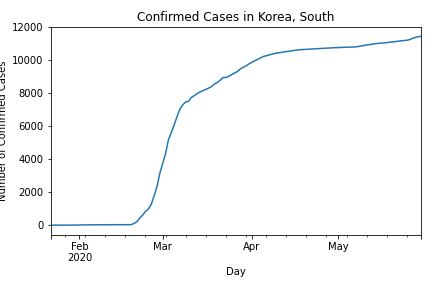 Confirmed Cases in Korea, South
12000
10000
8000
6000
4000
2000
0
Number of Confirmed Cases
Feb
2020
Mar
Apr
May
Day